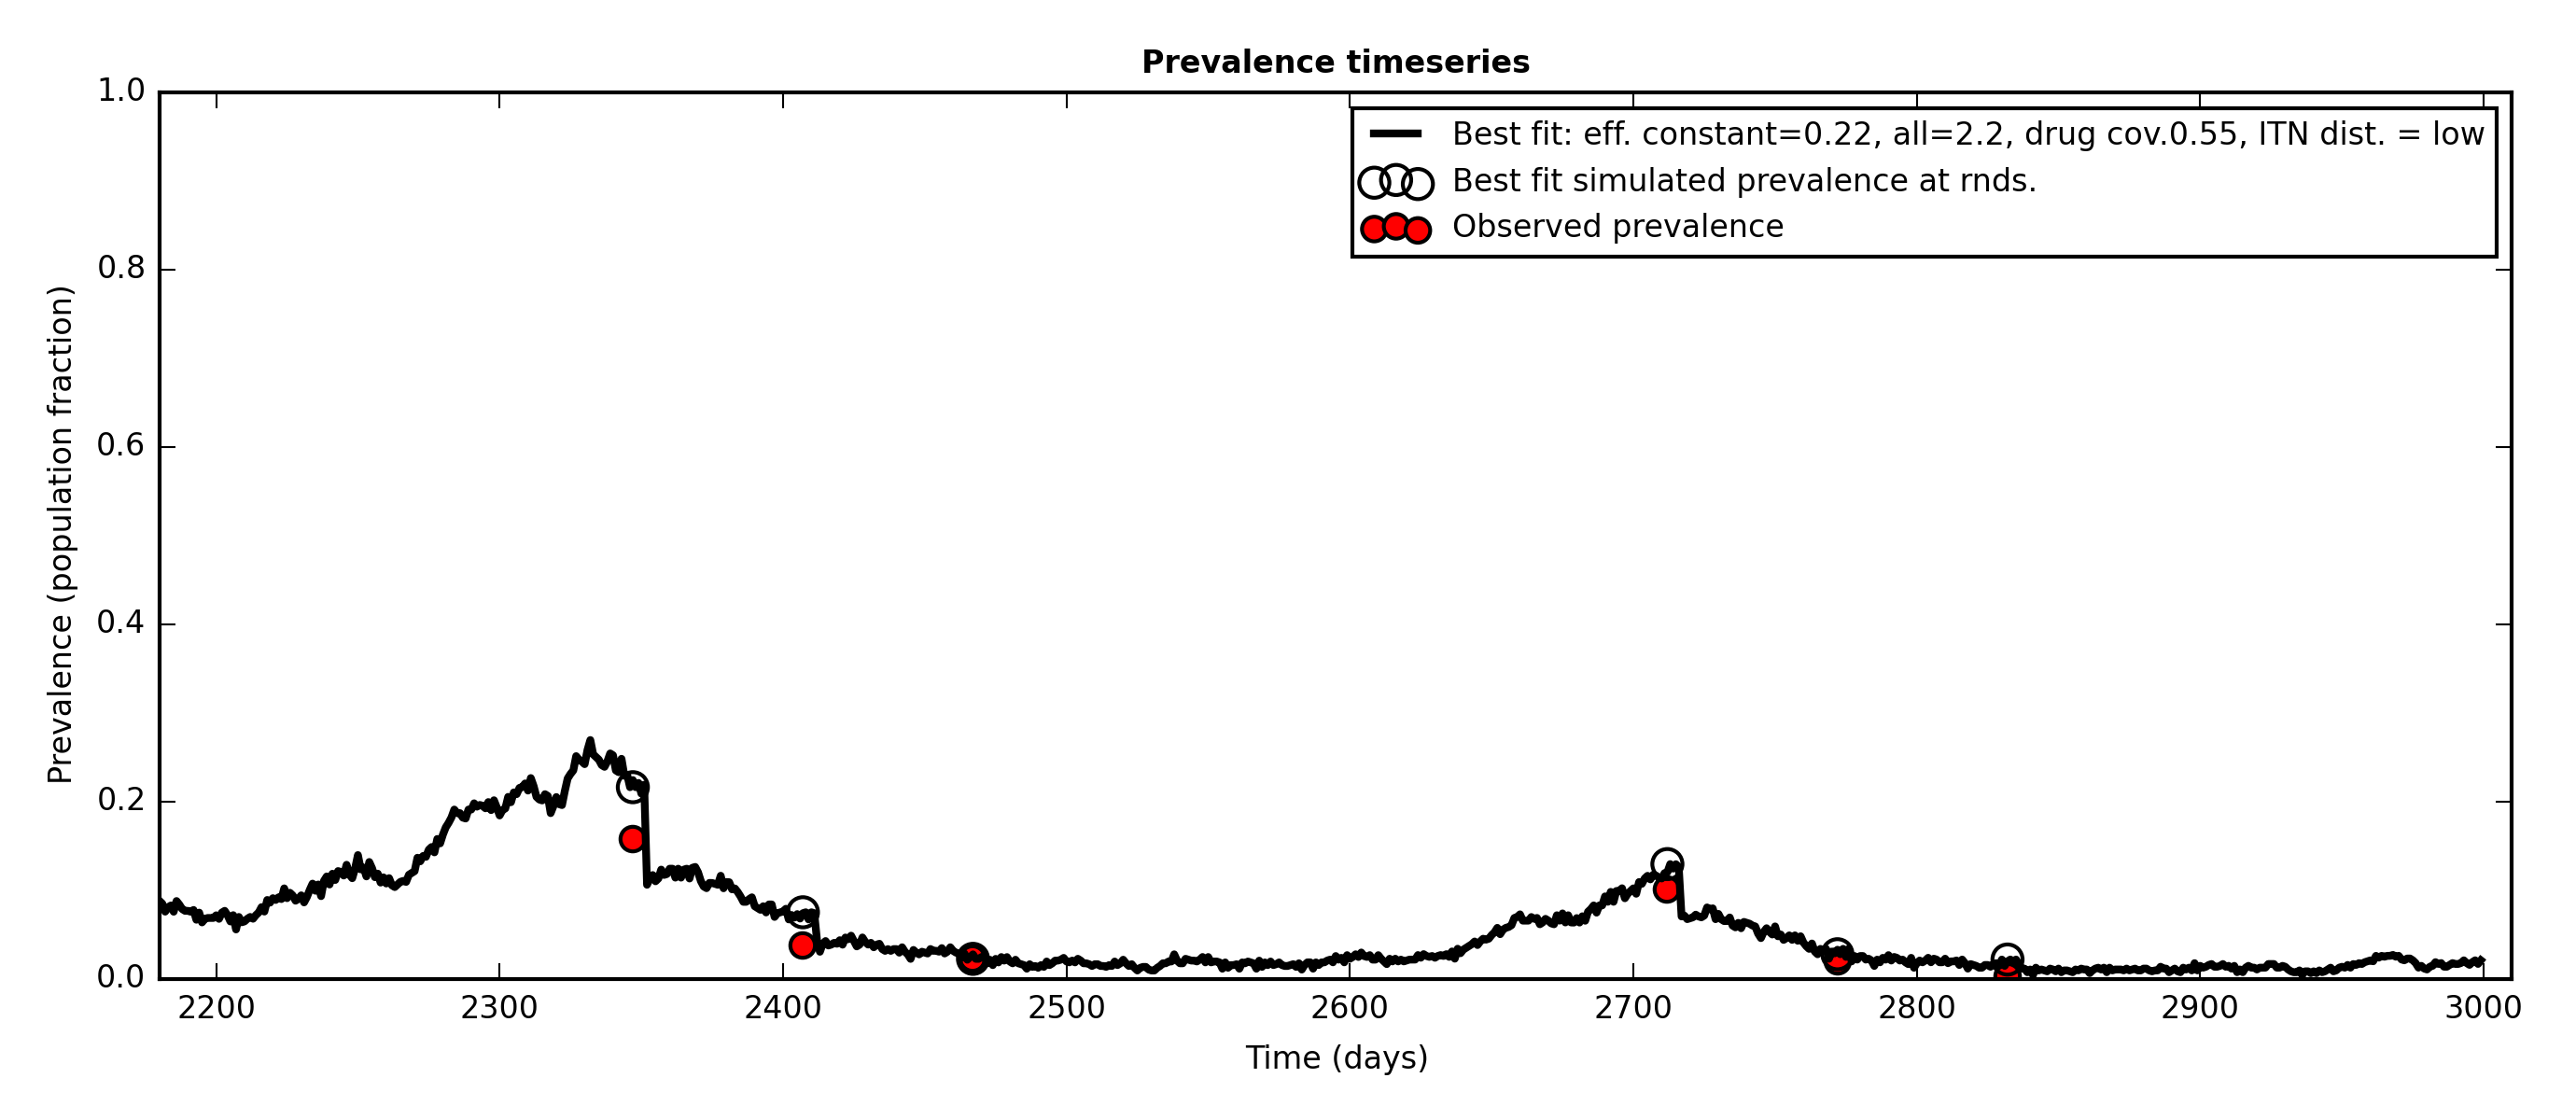 Prevalence timeseries
1.0
0.8
0.6
0.4
0.2
0.0
Prevalence (population fraction)
Best fit: eff. constant=0.22, all=2.2, drug cov.0.55, ITN dist. = low
Best fit simulated prevalence at rnds.
Observed prevalence
2200 2300 2400 2500 2600 2700 2800 2900 3000
Time (days)